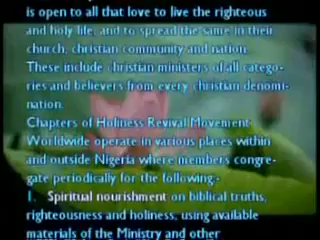 is open to all that love to live the righteous
and holy life, and to spread the same in their
church, christian community and nation.
These include christian ministers of all catego-
ries and believers from every christian denomi-
nation.
Chapters of Holiness Revival Movement
Worldwide operate in various places within
and outside Nigeria where members congre-
gate periodically for the following:-
1. Spiritual nourishment on biblical truths,
righteousness and holiness, using available
materials of the Ministry and other